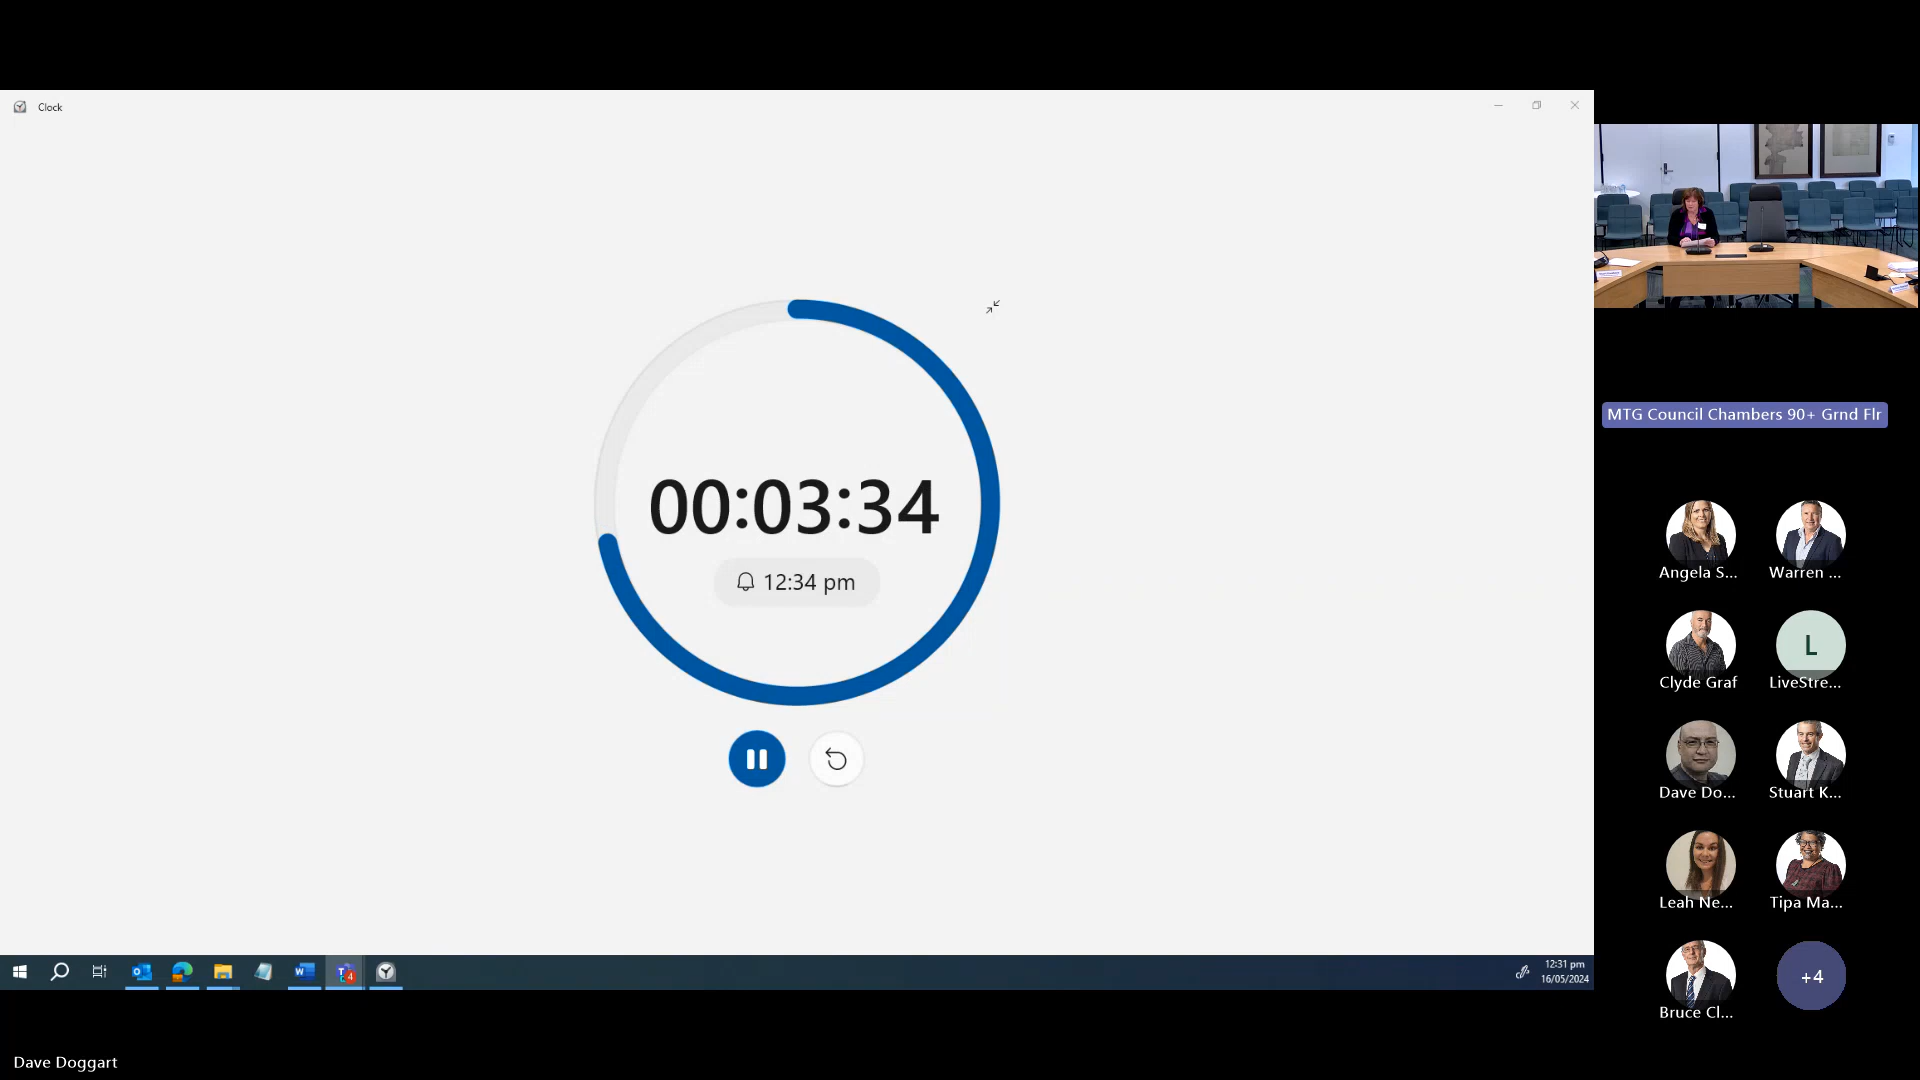 Clock
00:03:34
12:34 pm
12:31 pm
16/05/2024
4
MTG Council Chambers 90+ Grnd Flr
Angela S...
Warren ...
Clyde Graf
L
LiveStre...
Dave Do...
Stuart K...
Leah Ne...
Tipa Ma...
Bruce Cl...
+4
Dave Doggart